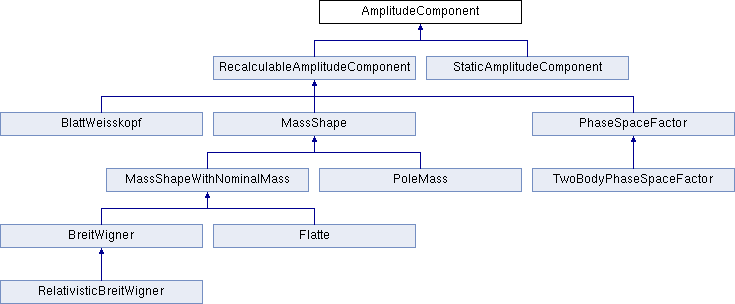 AmplitudeComponent
RecalculableAmplitudeComponent
StaticAmplitudeComponent
BlattWeisskopf
MassShape
PhaseSpaceFactor
MassShapeWithNominalMass
PoleMass
TwoBodyPhaseSpaceFactor
BreitWigner
Flatte
RelativisticBreitWigner